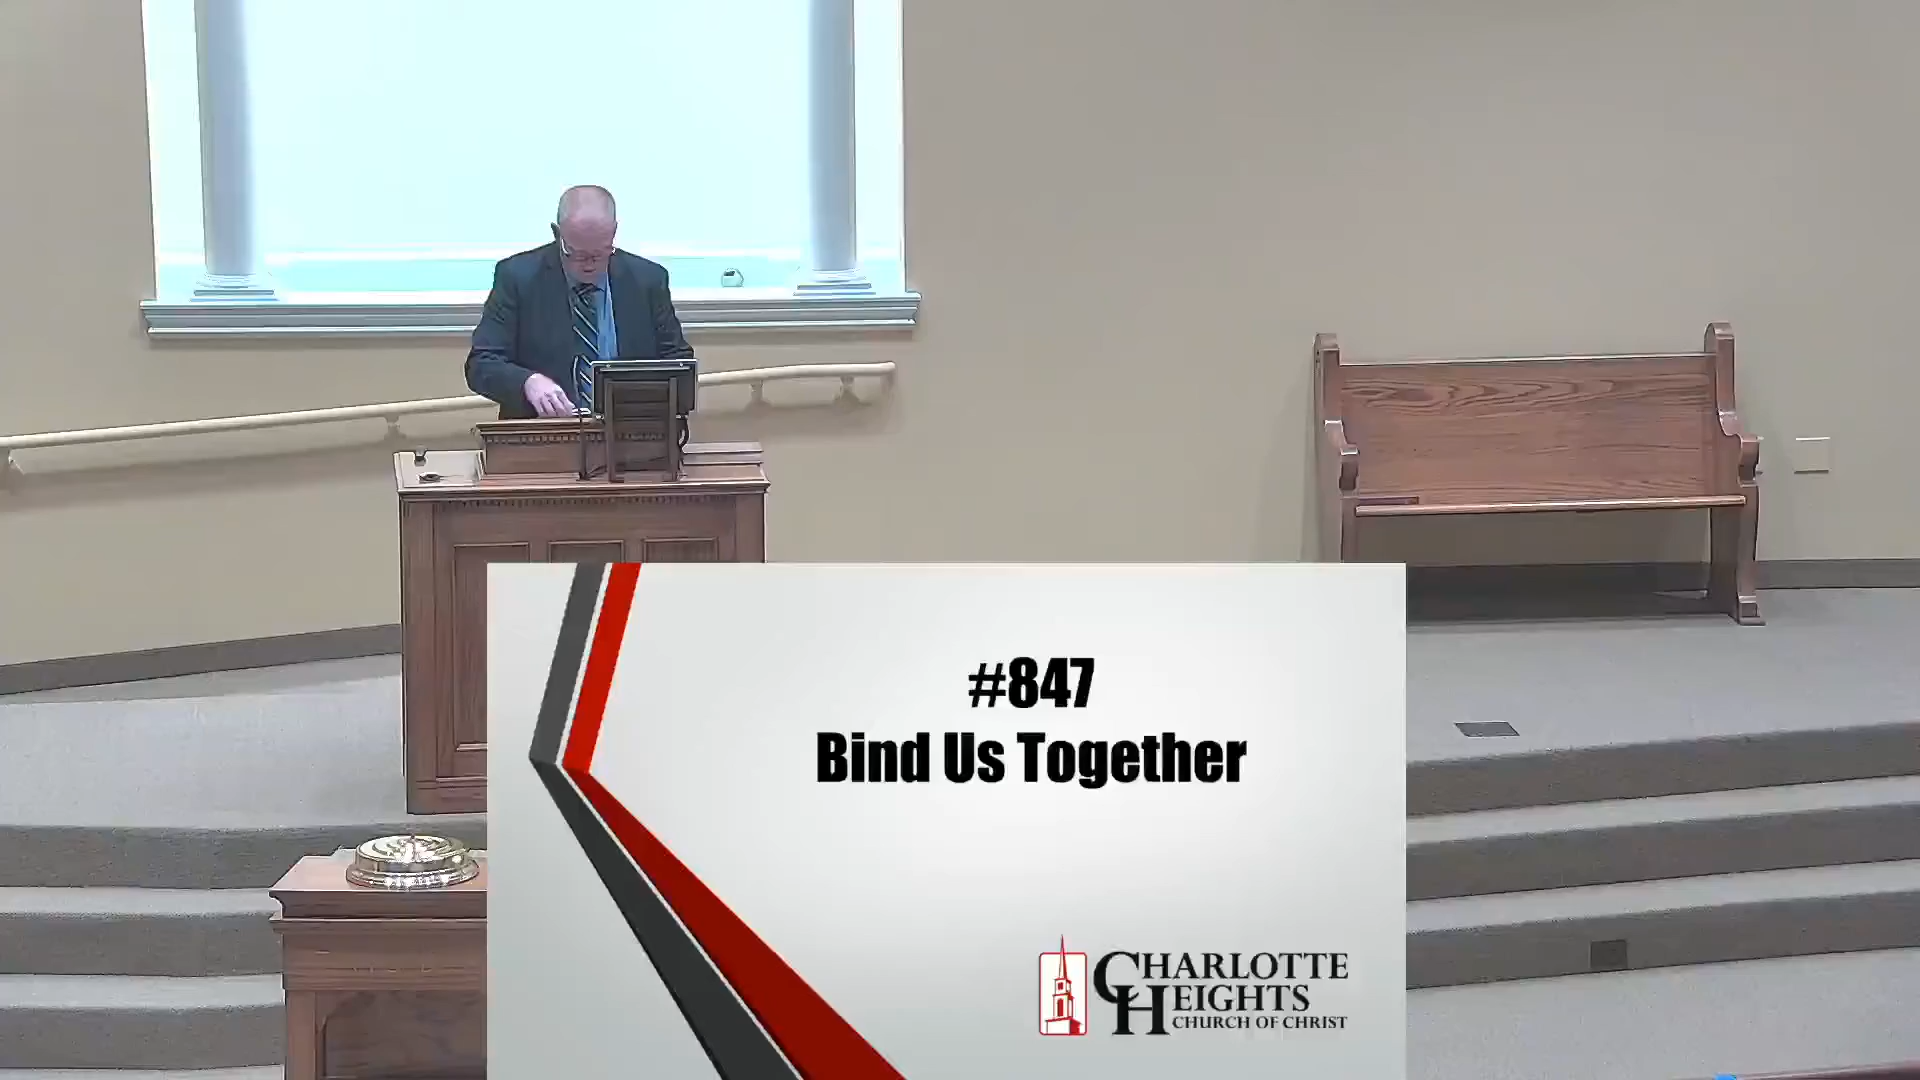 #847
Bind Us Together
CHARLOTTE
HEIGHTS
CHURCH OF CHRIST